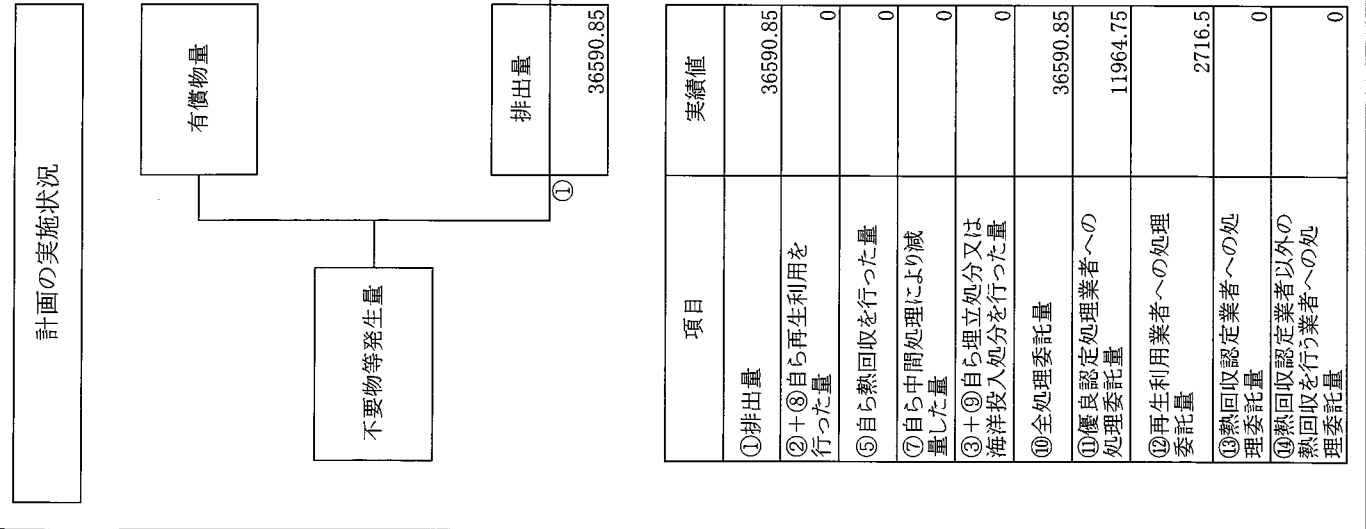 計画の実施状況
有償物量
不要物等発生量
排出量
①
36590.85
項目
実績値
①排出量
36590.85
②+⑧自ら再生利用を
行った量
0
⑤自ら熱回収を行った量
0
⑦自ら中間処理により減
量した量
0
③+⑨自ら埋立処分又は
海洋投入処分を行った量
0
⑩全処理委託量
36590.85
⑪優良認定処理業者への
処理委託量
11964.75
⑫再生利用業者への処理
委託量
2716.5
⑬熱回収認定業者への処
理委託量
0
⑭熱回収認定業者以外の
熱回収を行う業者への処
理委託量
0